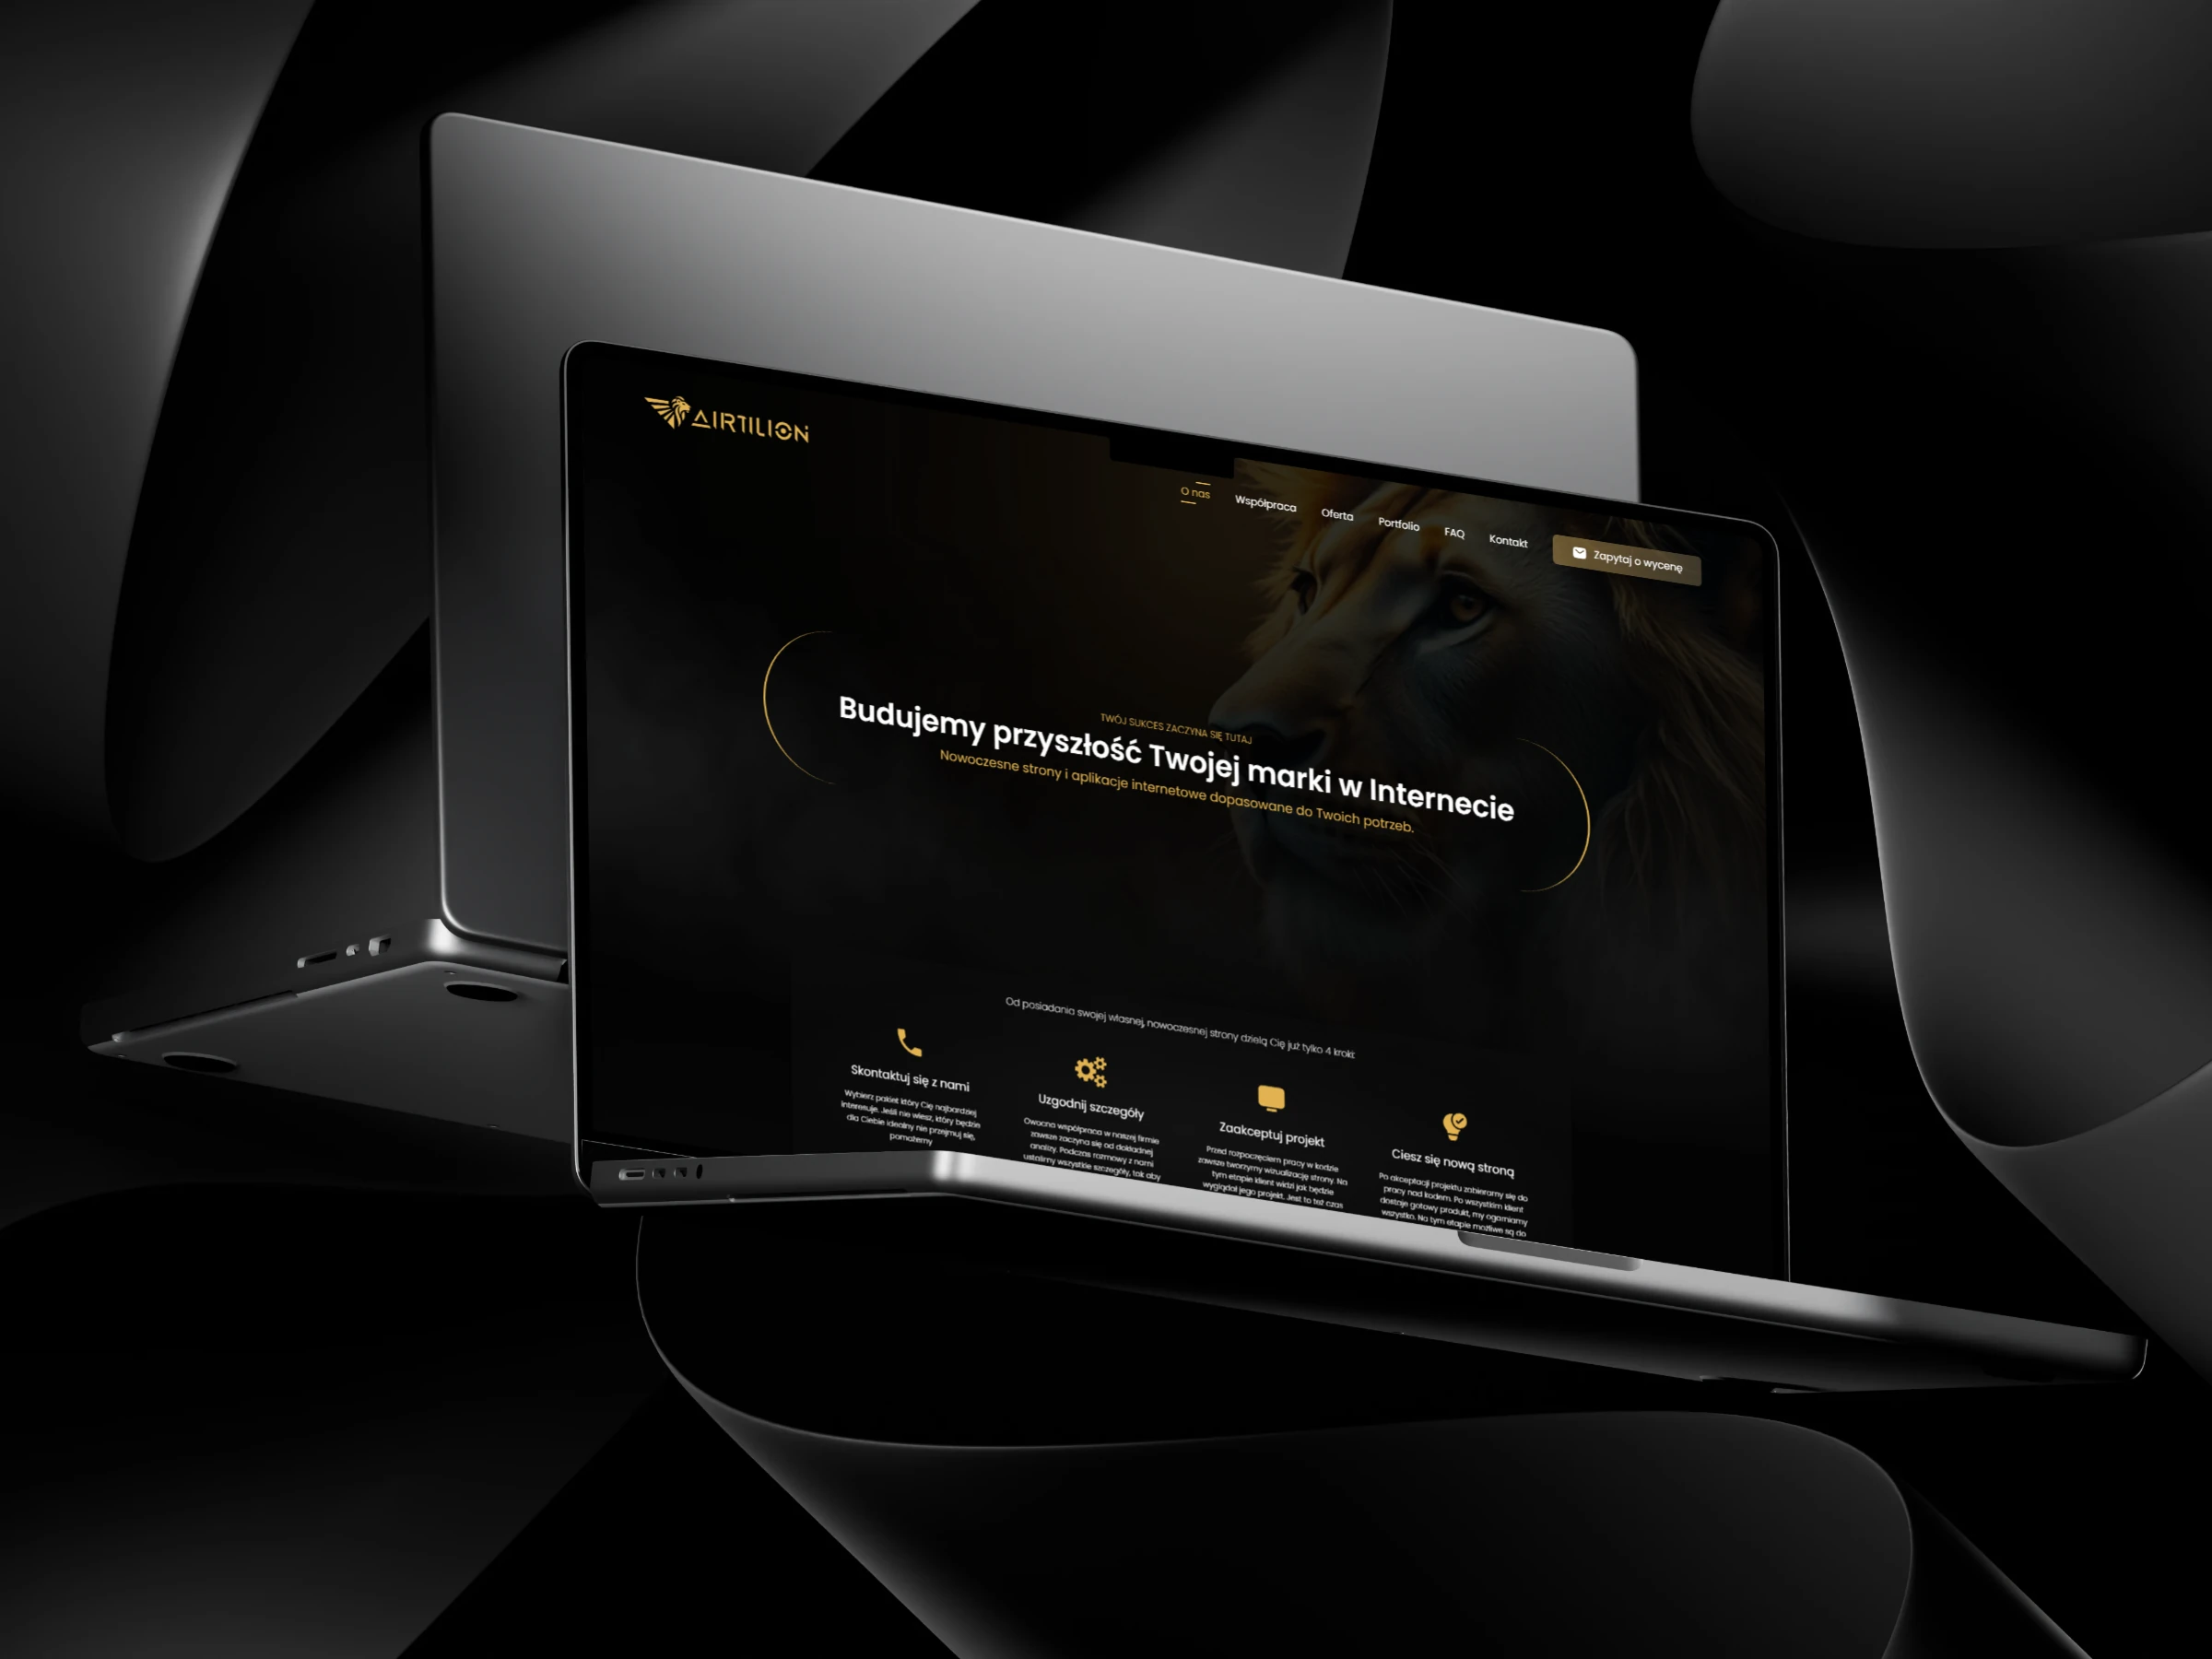 AIRTILION
O nas
Współpraca
Oferta
Portfolio
FAQ
Kontakt
Zapytaj o wycenę
TWÓJ SUKCES ZACZYNA SIĘ TUTAJ
Budujemy przyszłość Twojej marki w Internecie
Nowoczesne strony i aplikacje internetowe dopasowane do Twoich potrzeb.
Od posiadania swojej własnej, nowoczesnej strony dzielą Cię już tylko 4 kroki:
Skontaktuj się z nami
Wybierz pakiet który Cię najbardziej
interesuje. Jeśli nie wiesz, który będzie
dla Ciebie idealny nie przejmuj się,
pomożemy
Uzgodnij szczegóły
Owocna współpraca w naszej firmie
zawsze zaczyna się od dokładnej
analizy. Podczas rozmowy z nami
ustalimy wszystkie szczegóły, tak aby
Zaakceptuj projekt
Przed rozpoczęciem pracy w kodzie
zawsze tworzymy wizualizację strony. Na
tym etapie klient widzi jak będzie
wyglądał jego projekt. Jest to też czas
Ciesz się nową stroną
Po akceptacji projektu zabieramy się do
pracy nad kodem. Po wszystkim klient
dostaje gotowy produkt, my ogarniamy
wszystko. Na tym etapie możliwe są do